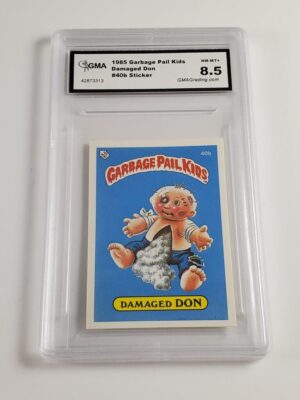 GMA
1985 Garbage Pail Kids
Damaged Don
#40b Sticker
42873313
NM-MT+
8.5
GMAGrading.com
40b
GARBAGE PAIL KIDS
DAMAGED DON